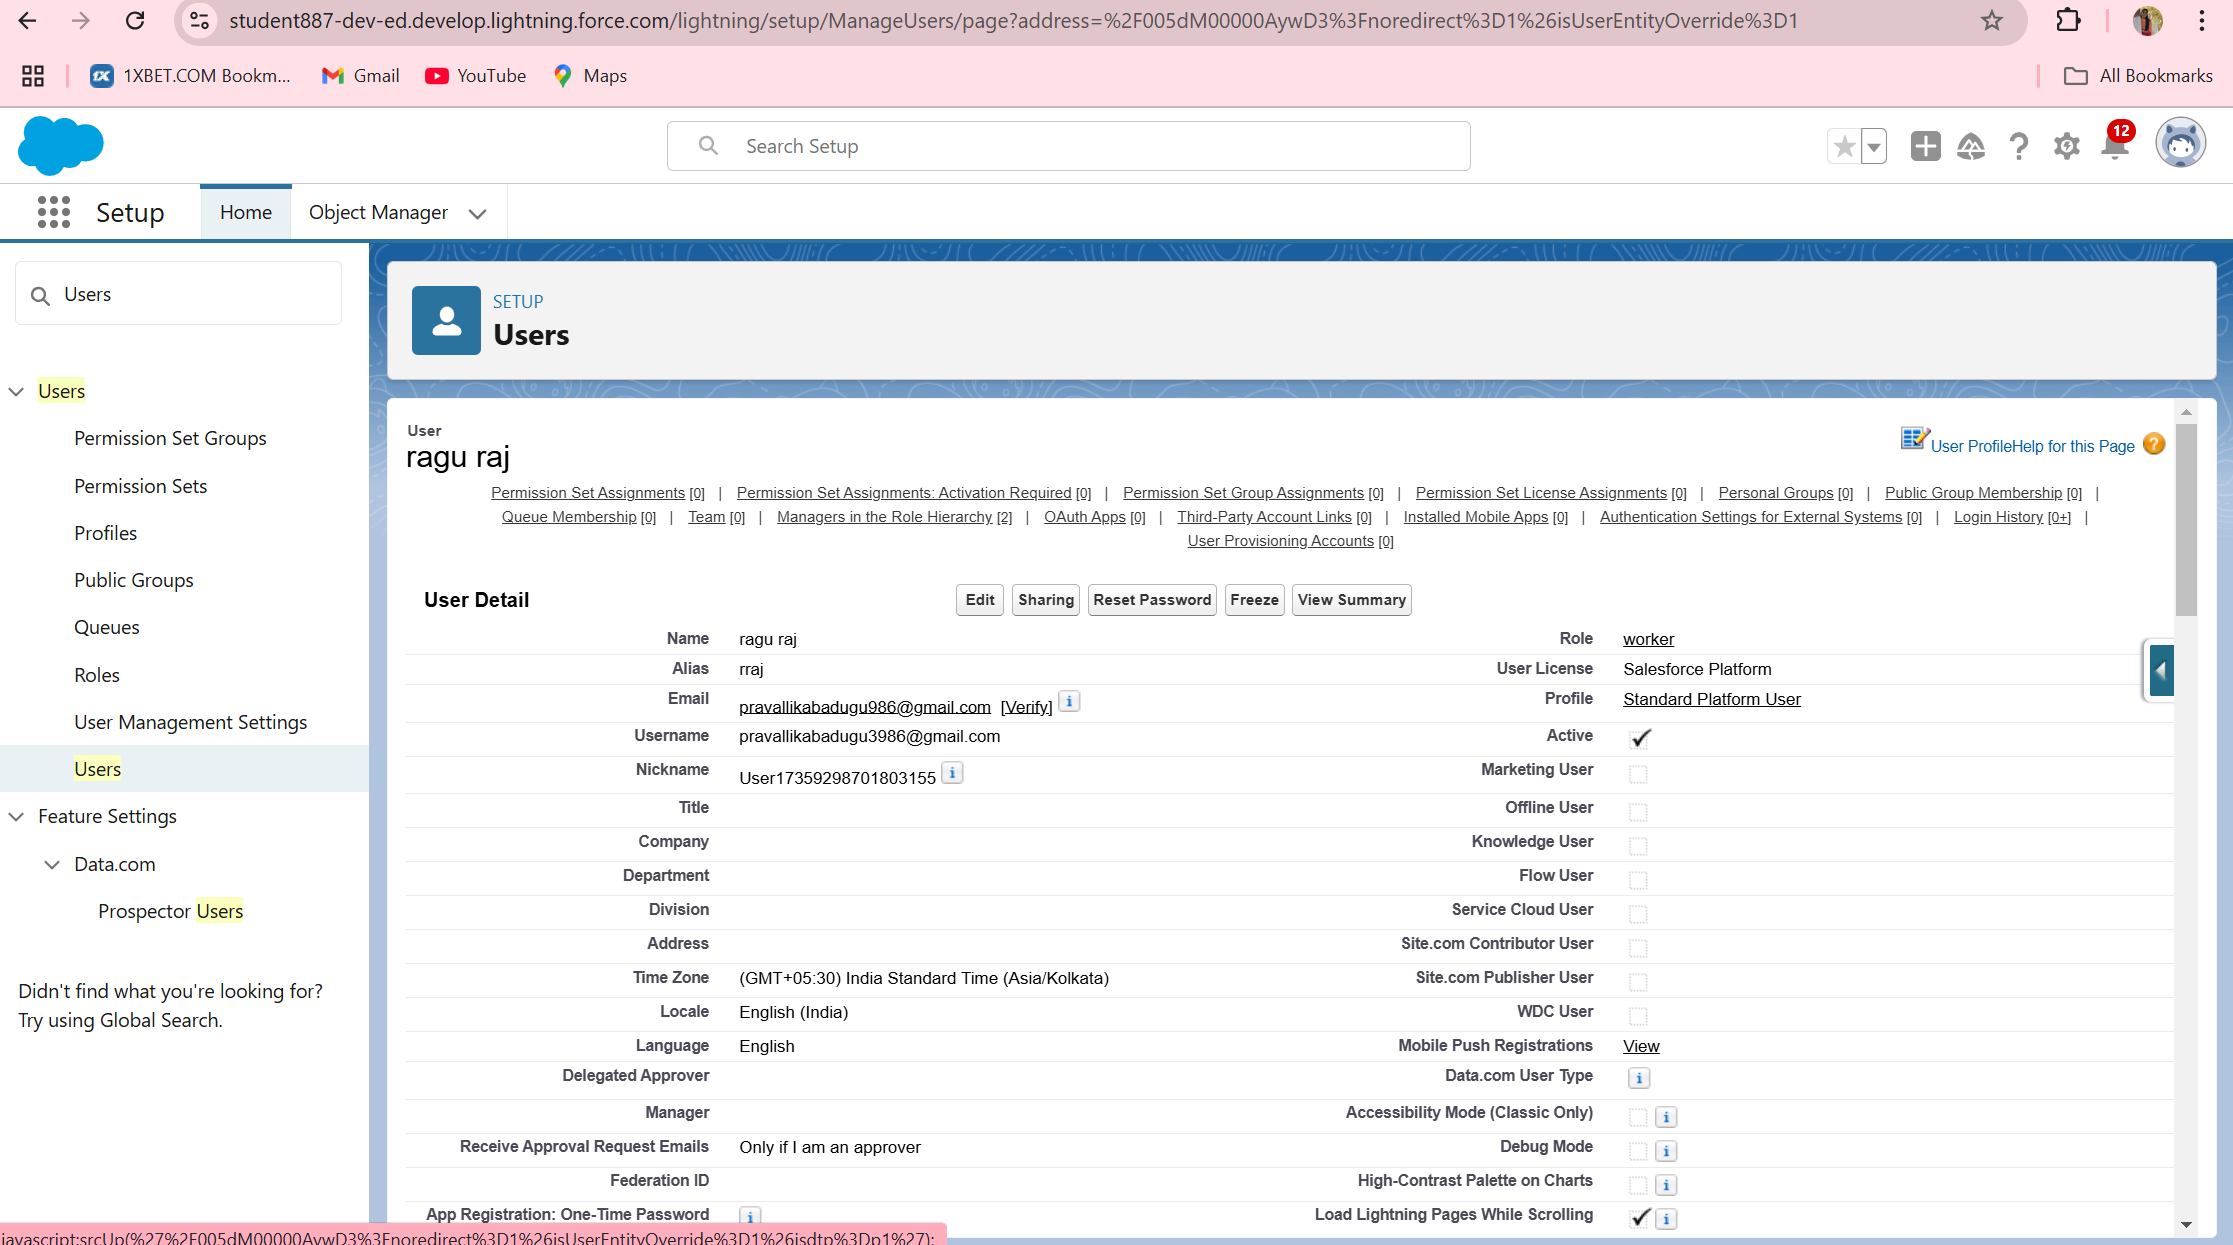 student887-dev-ed.develop.lightning.force.com/lightning/setup/ManageUsers/page?address=%2F005dM00000AywD3%3Fnoredirect%3D1%26isUserEntityOverride%3D1
1XBET.COM Bookm... Gmail YouTube Maps All Bookmarks
Search Setup 12
Setup Home Object Manager
Users
Users
Permission Set Groups
Permission Sets
Profiles
Public Groups
Queues
Roles
User Management Settings
Users
Feature Settings
Data.com
Prospector Users
Didn't find what you're looking for?
Try using Global Search.
SETUP
Users
User
ragu raj
User Profile Help for this Page ?
Permission Set Assignments [0] | Permission Set Assignments: Activation Required [0] | Permission Set Group Assignments [0] | Permission Set License Assignments [0] | Personal Groups [0] | Public Group Membership [0] |
Queue Membership [0] | Team [0] | Managers in the Role Hierarchy [2] | OAuth Apps [0] | Third-Party Account Links [0] | Installed Mobile Apps [0] | Authentication Settings for External Systems [0] | Login History [0+] |
User Provisioning Accounts [0]
User Detail Edit Sharing Reset Password Freeze View Summary
Name ragu raj Role worker
Alias rraj User License Salesforce Platform
Email pravallikabadugu986@gmail.com [Verify] i Profile Standard Platform User
Username pravallikabadugu3986@gmail.com Active
Nickname User17359298701803155 i Marketing User
Title Offline User
Company Knowledge User
Department Flow User
Division Service Cloud User
Address Site.com Contributor User
Time Zone (GMT+05:30) India Standard Time (Asia/Kolkata) Site.com Publisher User
Locale English (India) WDC User
Language English Mobile Push Registrations View
Delegated Approver Data.com User Type i
Manager Accessibility Mode (Classic Only) i
Receive Approval Request Emails Only if I am an approver Debug Mode i
Federation ID High-Contrast Palette on Charts i
App Registration: One-Time Password i Load Lightning Pages While Scrolling i
javascript:srcUp(%27%2F005dM00000AywD3%3Fnoredirect%3D1%26isUserEntityOverride%3D1%26isdtp%3Dp1%27);